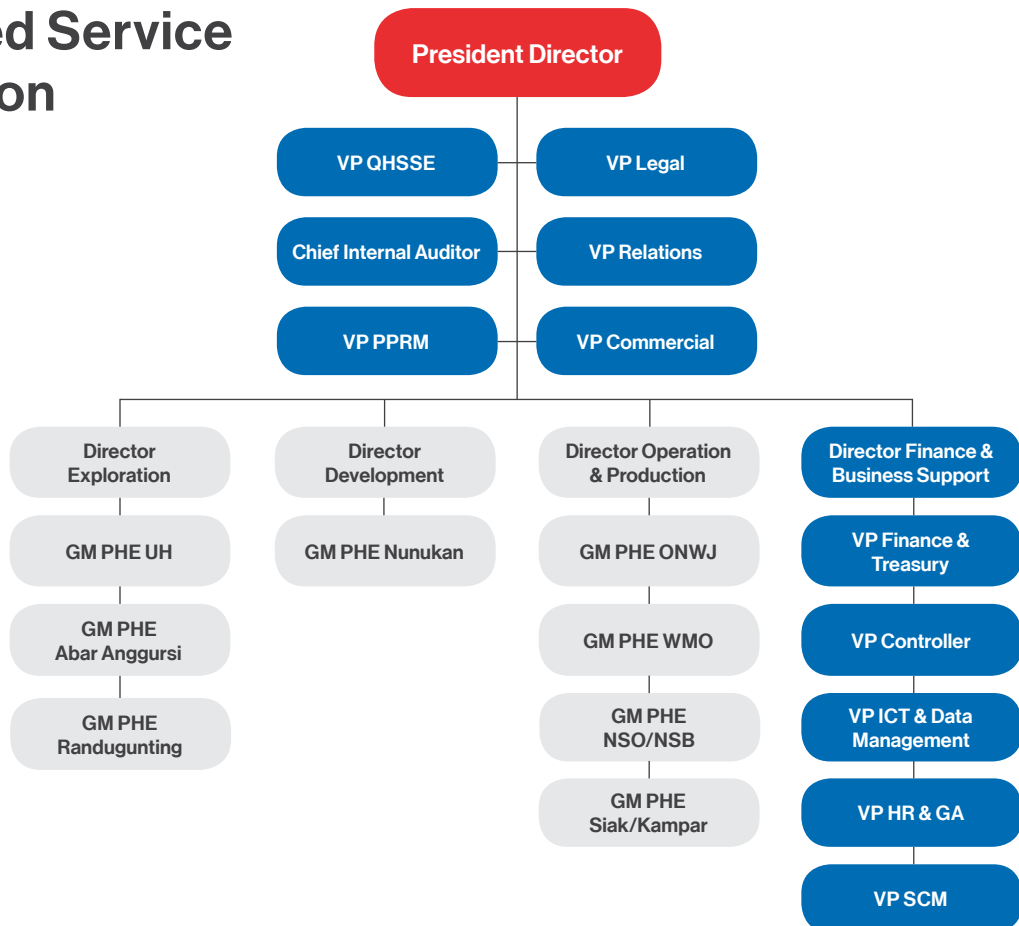 Service
President Director
VP QHSSE
VP Legal
Chief Internal Auditor
VP Relations
VP PPRM
VP Commercial
Director
Exploration
GM PHE UH
GM PHE
Abar Anggursi
GM PHE
Randugunting
Director
Development
GM PHE Nunukan
Director Operation
& Production
GM PHE ONWJ
GM PHE WMO
GM PHE
NSO/NSB
GM PHE
Siak/Kampar
Director Finance &
Business Support
VP Finance &
Treasury
VP Controller
VP ICT & Data
Management
VP HR & GA
VP SCM